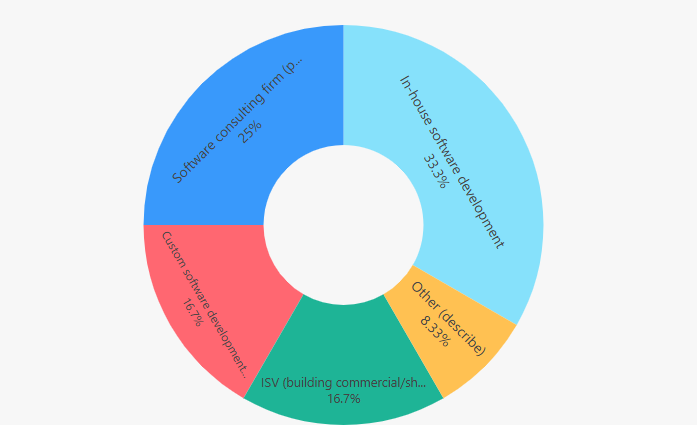 Software consulting firm (p...
25%
In-house software development
33.3%
Custom software development...
16.7%
Other (describe)
8.33%
ISV (building commercial/sh...
16.7%